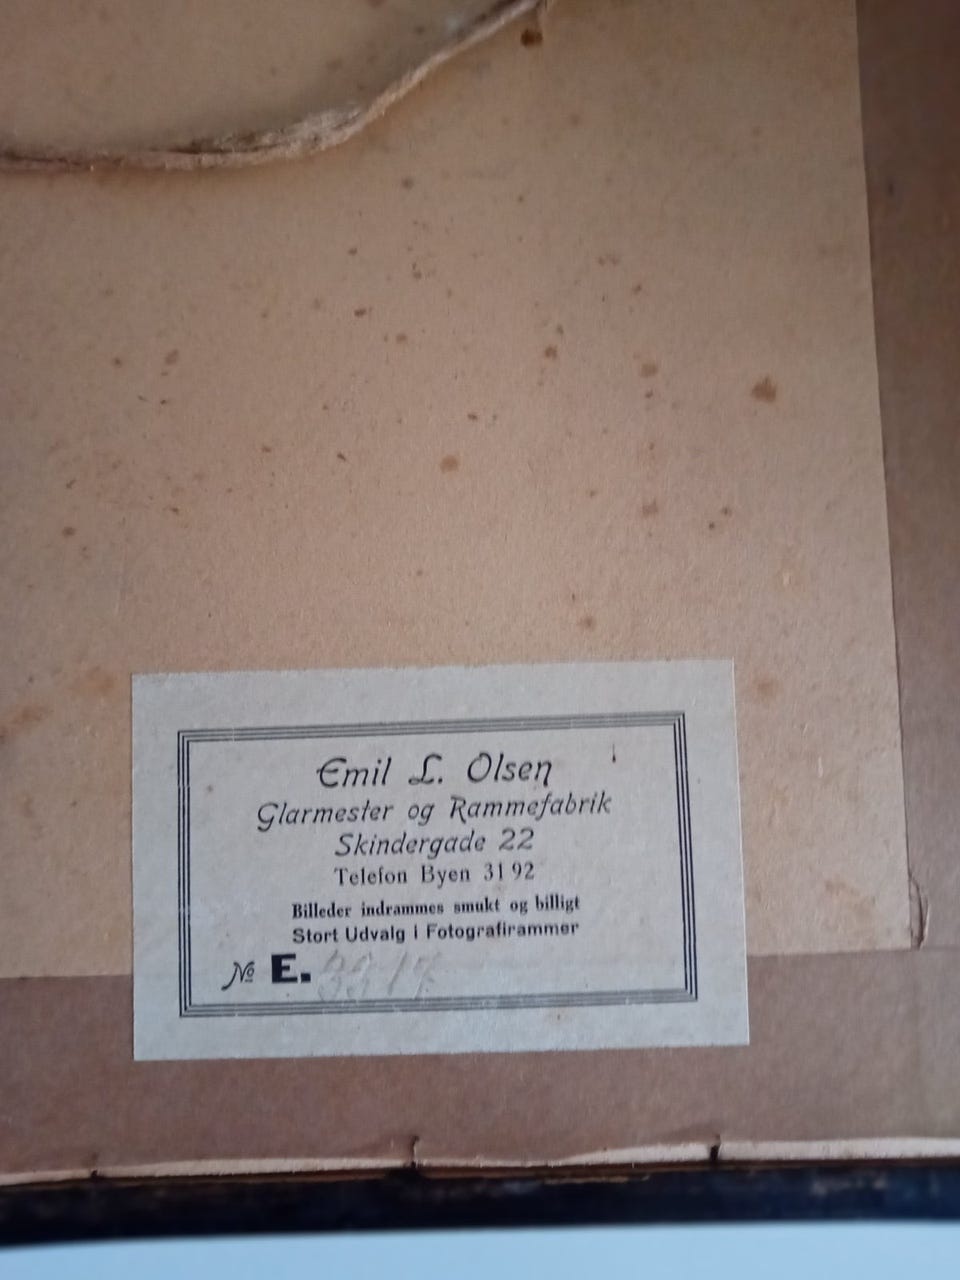 Emil L. Olsen
Glarmester og Rammefabrik
Skindergade 22
Telefon Byen 31 92
Billeder indrammes smukt og billigt
Stort Udvalg i Fotografirammer
№ E. 3317